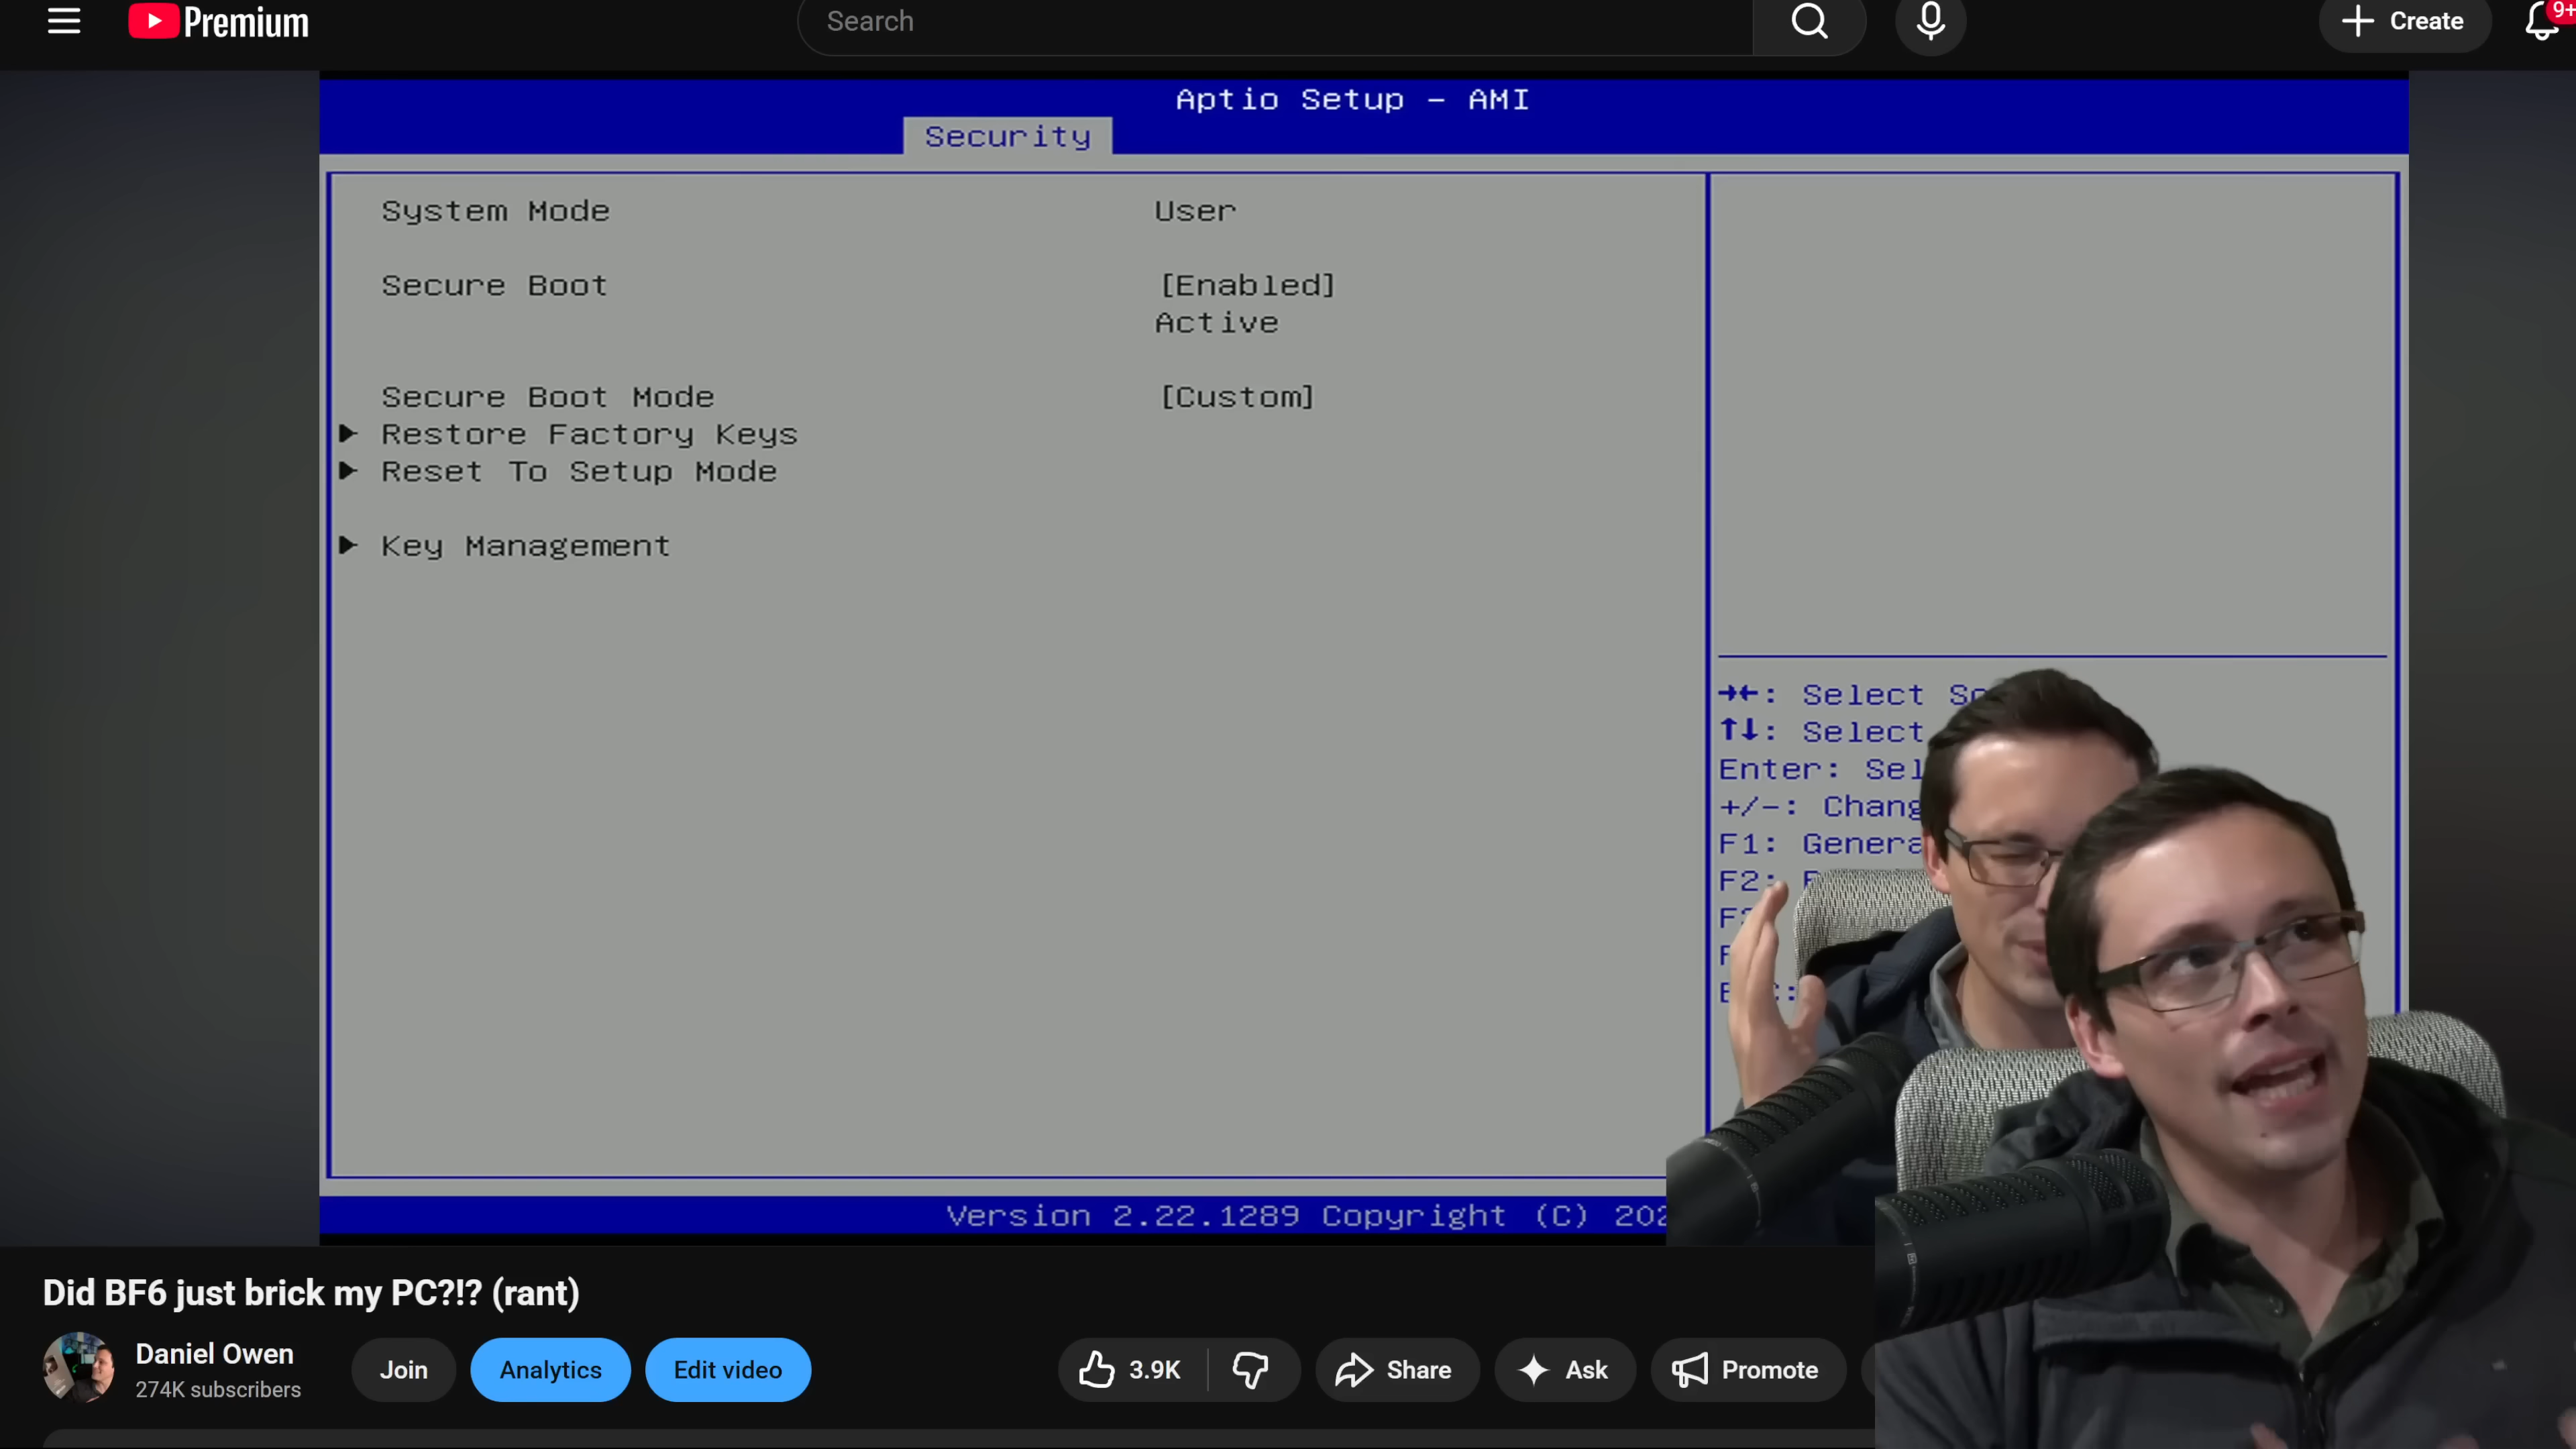 Premium
Search
Create
9+
Aptio Setup - AMI
Security
System Mode User
Secure Boot [Enabled]
Active
Secure Boot Mode [Custom]
Restore Factory Keys
Reset To Setup Mode
Key Management
→←: Select
↑↓: Select
Enter:
+/-:
F1:
F2:
Version 2.22.1289 Copyright (C)
Did BF6 just brick my PC?!? (rant)
Daniel Owen
274K subscribers
Join
Analytics
Edit video
3.9K
Share
Ask
Promote